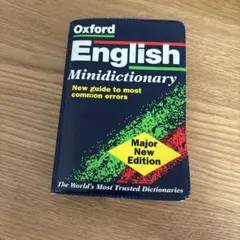 Oxford
English
Minidictionary
New guide to most
common errors
Major
New
Edition
The World's Most Trusted Dictionaries